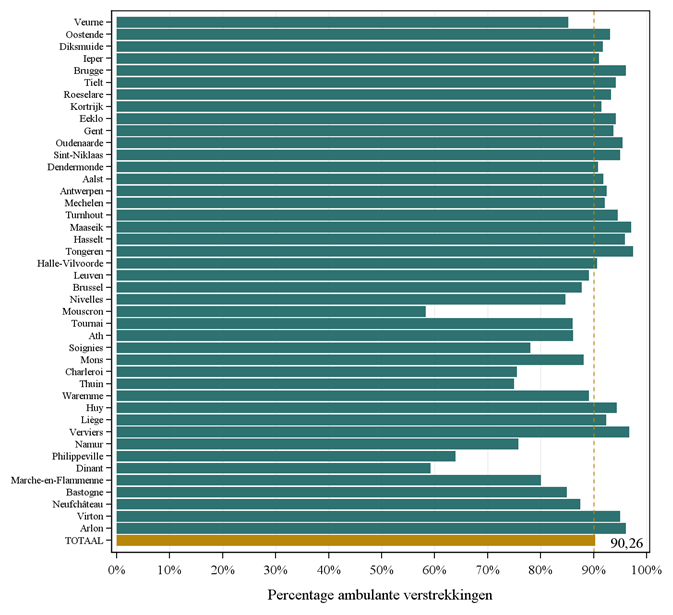 Veurne
Oostende
Diksmuide
Ieper
Brugge
Tielt
Roeselare
Kortrijk
Eeklo
Gent
Oudenaarde
Sint-Niklaas
Dendermonde
Aalst
Antwerpen
Mechelen
Turnhout
Maaseik
Hasselt
Tongeren
Halle-Vilvoorde
Leuven
Brussel
Nivelles
Mouscron
Tournai
Ath
Soignies
Mons
Charleroi
Thuin
Waremme
Huy
Liège
Verviers
Namur
Philippeville
Dinant
Marche-en-Flammenne
Bastogne
Neufchâteau
Virton
Arlon
TOTAAL 90,26
0% 10% 20% 30% 40% 50% 60% 70% 80% 90% 100%
Percentage ambulante verstrekkingen